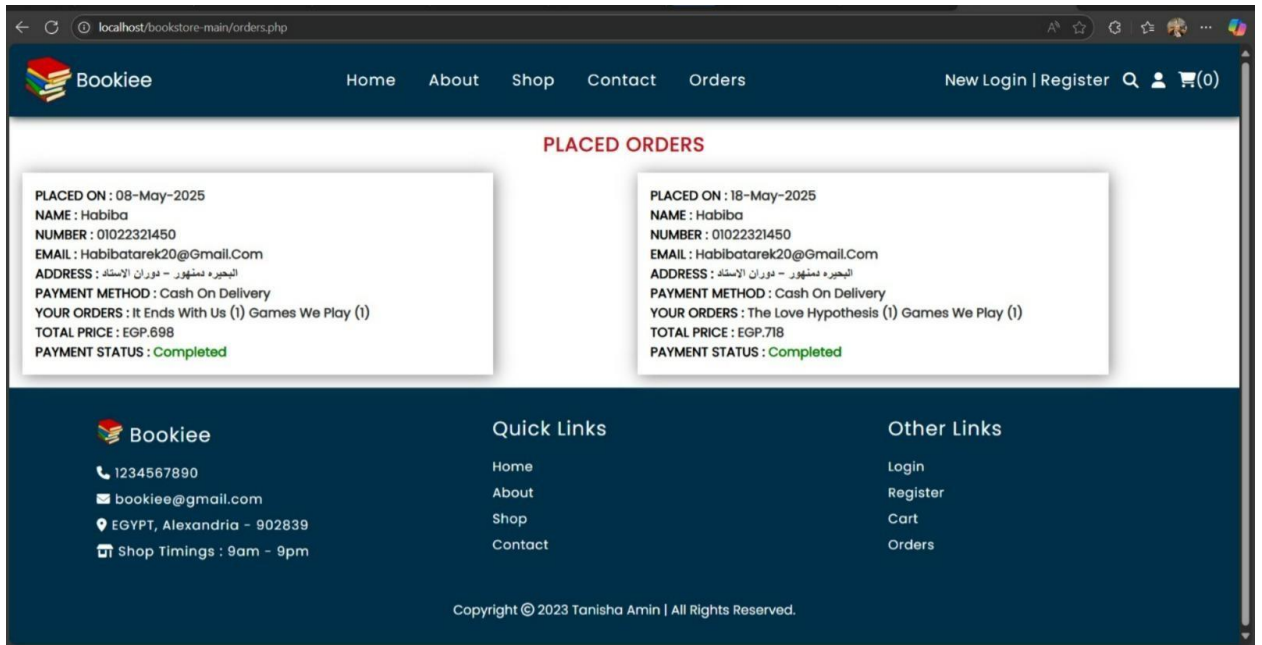 localhost/bookstore-main/orders.php
Bookiee
Home About Shop Contact Orders
New Login | Register (0)
PLACED ORDERS
PLACED ON : 08-May-2025
NAME : Habiba
NUMBER : 01022321450
EMAIL : Habibatarek20@Gmail.Com
ADDRESS : البحيره دمنهور - دوران الاستاد
PAYMENT METHOD : Cash On Delivery
YOUR ORDERS : It Ends With Us (1) Games We Play (1)
TOTAL PRICE : EGP.698
PAYMENT STATUS : Completed
PLACED ON : 18-May-2025
NAME : Habiba
NUMBER : 01022321450
EMAIL : Habibatarek20@Gmail.Com
ADDRESS : البحيره دمنهور - دوران الاستاد
PAYMENT METHOD : Cash On Delivery
YOUR ORDERS : The Love Hypothesis (1) Games We Play (1)
TOTAL PRICE : EGP.718
PAYMENT STATUS : Completed
Bookiee
1234567890
bookiee@gmail.com
EGYPT, Alexandria - 902839
Shop Timings : 9am - 9pm
Quick Links
Home
About
Shop
Contact
Other Links
Login
Register
Cart
Orders
Copyright © 2023 Tanisha Amin | All Rights Reserved.